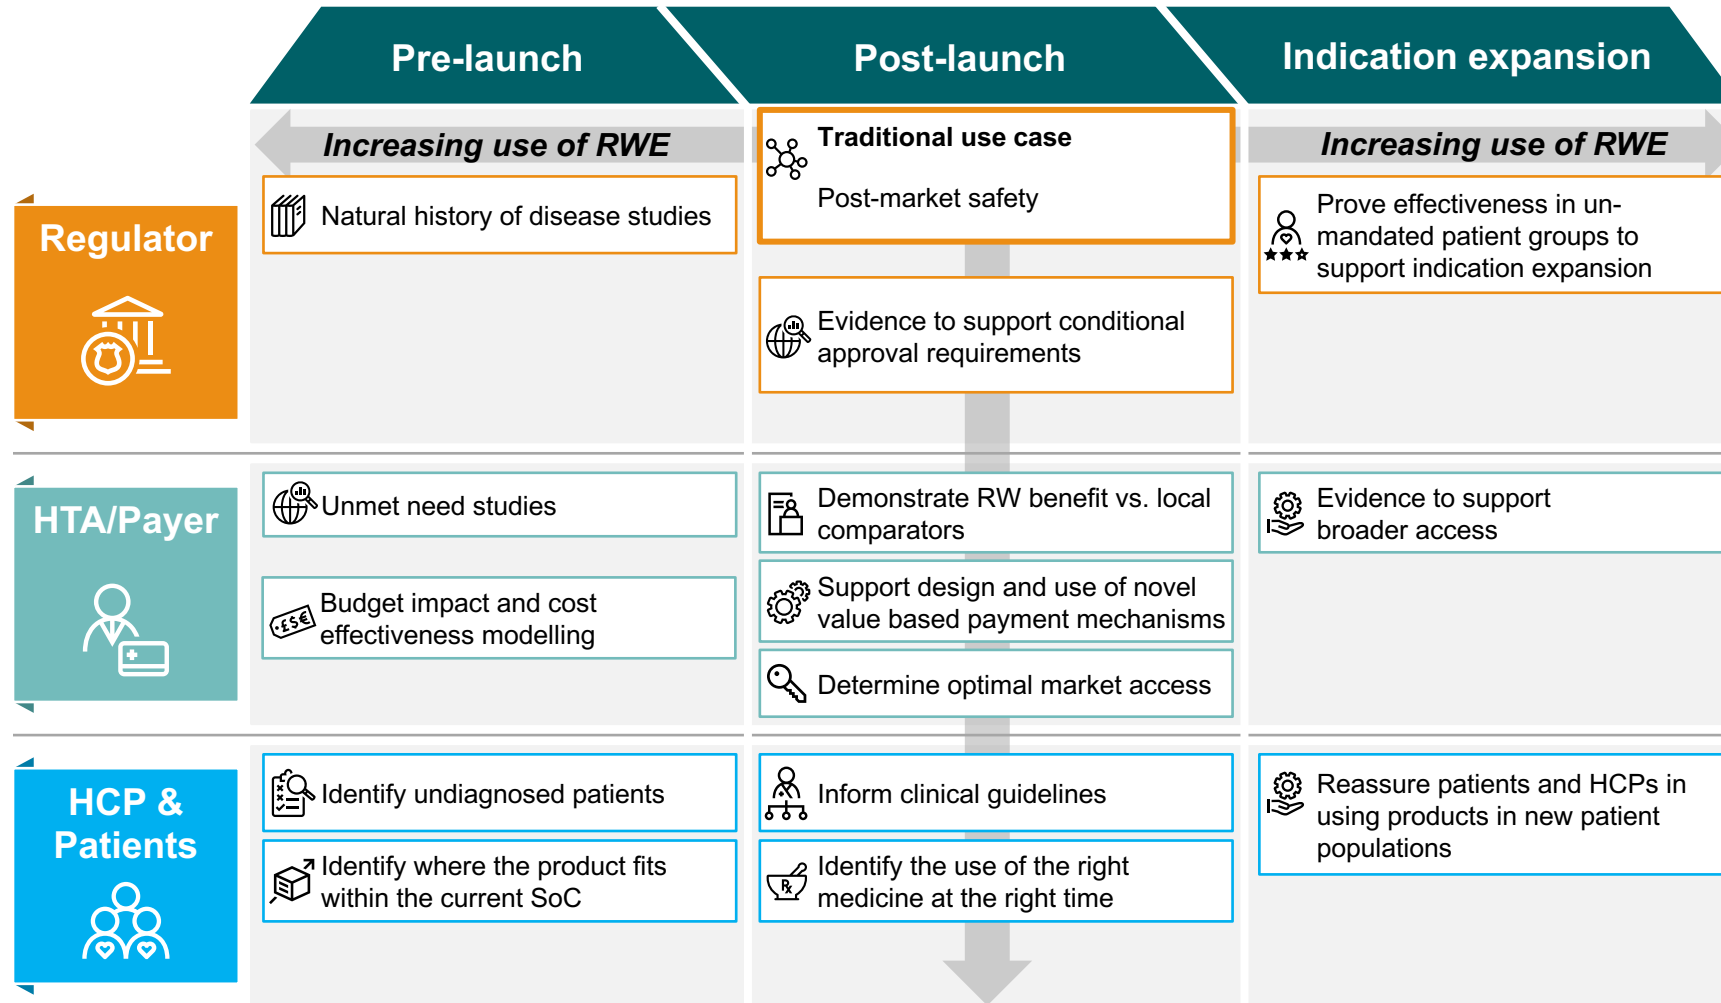 Pre-launch
Post-launch
Indication expansion
Increasing use of RWE
Increasing use of RWE
Regulator
Natural history of disease studies
Traditional use case
Post-market safety
Evidence to support conditional
approval requirements
Prove effectiveness in un-
mandated patient groups to
support indication expansion
HTA/Payer
Unmet need studies
£$€
Budget impact and cost
effectiveness modelling
Demonstrate RW benefit vs. local
comparators
Support design and use of novel
value based payment mechanisms
Determine optimal market access
Evidence to support
broader access
HCP &
Patients
Identify undiagnosed patients
Identify where the product fits
within the current SoC
Inform clinical guidelines
Rx
Identify the use of the right
medicine at the right time
Reassure patients and HCPs in
using products in new patient
populations